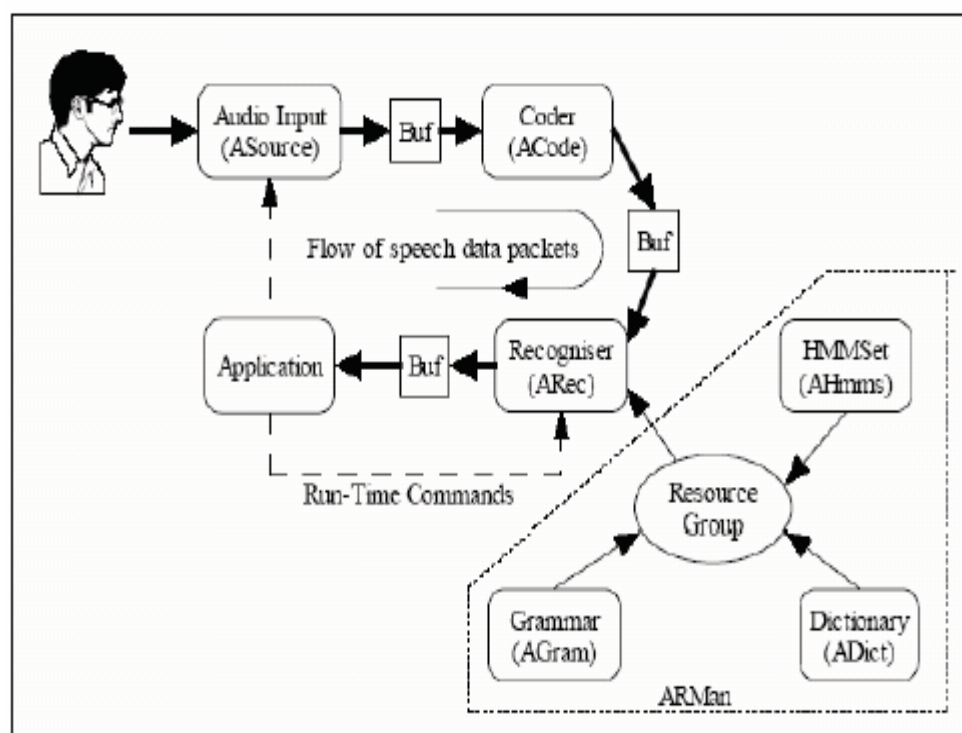 Audio Input
(ASource)
Buf
Coder
(ACode)
Flow of speech data packets
Buf
Application
Buf
Recogniser
(ARec)
HMMSet
(AHmms)
Run-Time Commands
Resource
Group
Grammar
(AGram)
Dictionary
(ADict)
ARMan